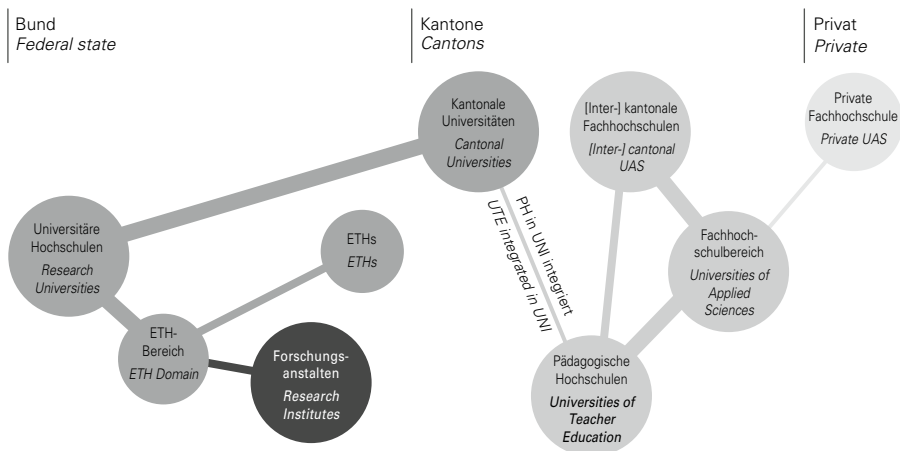 Bund
Federal state
Kantone
Cantons
Privat
Private
Kantonale
Universitäten
Cantonal
Universities
[Inter-] kantonale
Fachhochschulen
[Inter-] cantonal
UAS
Private
Fachhochschule
Private UAS
Universitäre
Hochschulen
Research
Universities
ETHs
ETHs
PH in UNI integriert
UTE integrated in UNI
Fachhoch-
schulbereich
Universities of
Applied
Sciences
ETH-
Bereich
ETH Domain
Forschungs-
anstalten
Research
Institutes
Pädagogische
Hochschulen
Universities of
Teacher
Education